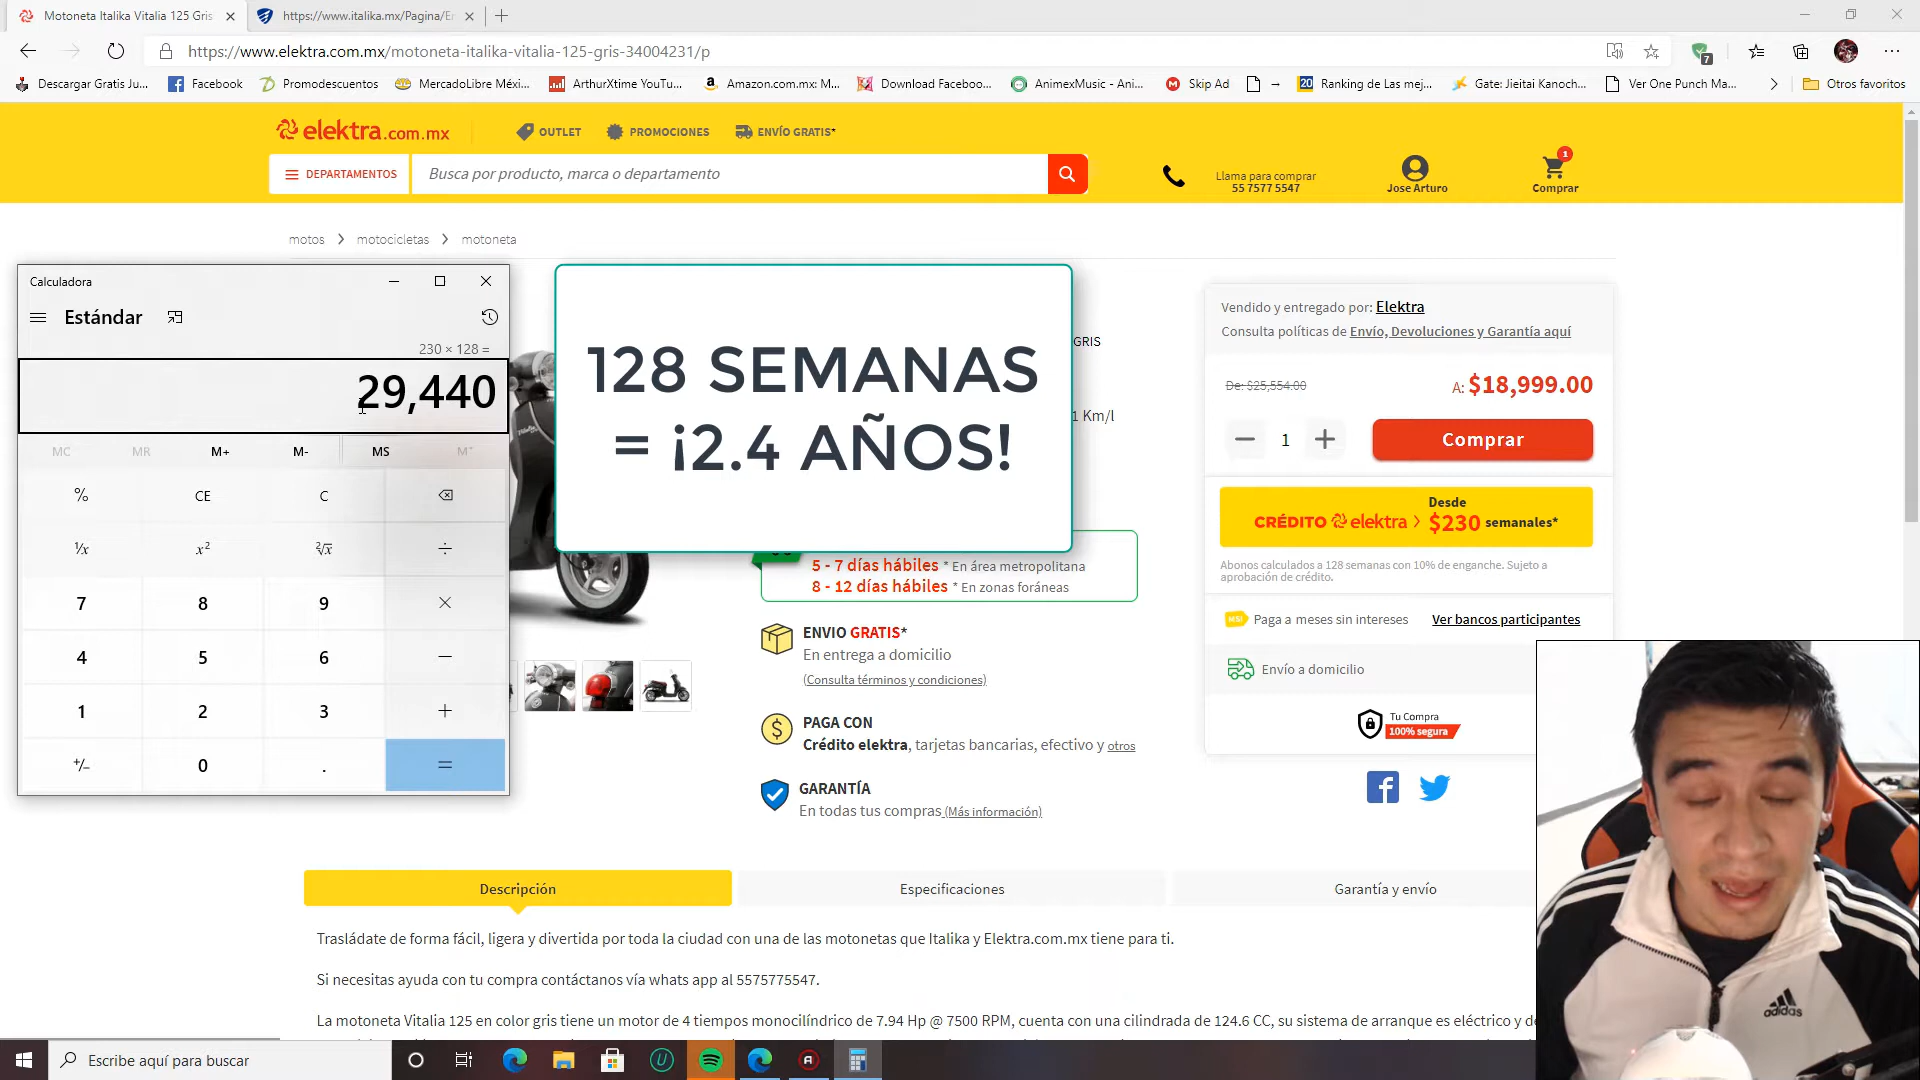 Motoneta Italika Vitalia 125 Gris
https://www.italika.mx/Pagina/Er
https://www.elektra.com.mx/motoneta-italika-vitalia-125-gris-34004231/p
7
Descargar Gratis Ju...
Facebook
Promodescuentos
MercadoLibre Méxi...
ArthurXtime YouTu...
Amazon.com.mx: M...
Download Faceboo...
AnimexMusic - Ani...
Skip Ad
Ranking de Las mej...
Gate: Jieitai Kanoch...
Ver One Punch Ma...
Otros favoritos
elektra.com.mx
OUTLET
PROMOCIONES
ENVÍO GRATIS*
DEPARTAMENTOS
Busca por producto, marca o departamento
Llama para comprar
55 7577 5547
Jose Arturo
1
Comprar
motos > motocicletas > motoneta
Calculadora
Estándar
230 × 128 =
29,440
MC MR M+ M- MS M˅
% CE C
¹/x x² ²√x ÷
7 8 9 ×
4 5 6 −
1 2 3 +
+/− 0 . =
128 SEMANAS
= ¡2.4 AÑOS!
GRIS
1 Km/l
5 - 7 días hábiles * En área metropolitana
8 - 12 días hábiles * En zonas foráneas
ENVIO GRATIS*
En entrega a domicilio
(Consulta términos y condiciones)
PAGA CON
Crédito elektra, tarjetas bancarias, efectivo y otros
GARANTÍA
En todas tus compras (Más información)
Vendido y entregado por: Elektra
Consulta políticas de Envío, Devoluciones y Garantía aquí
De: $25,554.00
A: $18,999.00
1
Comprar
CRÉDITO elektra > Desde $230 semanales*
Abonos calculados a 128 semanas con 10% de enganche. Sujeto a
aprobación de crédito.
MSI Paga a meses sin intereses Ver bancos participantes
Envío a domicilio
Tu Compra
100% segura
Descripción
Especificaciones
Garantía y envío
Trasládate de forma fácil, ligera y divertida por toda la ciudad con una de las motonetas que Italika y Elektra.com.mx tiene para ti.
Si necesitas ayuda con tu compra contáctanos vía whats app al 5575775547.
La motoneta Vitalia 125 en color gris tiene un motor de 4 tiempos monocilíndrico de 7.94 Hp @ 7500 RPM, cuenta con una cilindrada de 124.6 CC, su sistema de arranque es eléctrico y de
adidas
Escribe aquí para buscar